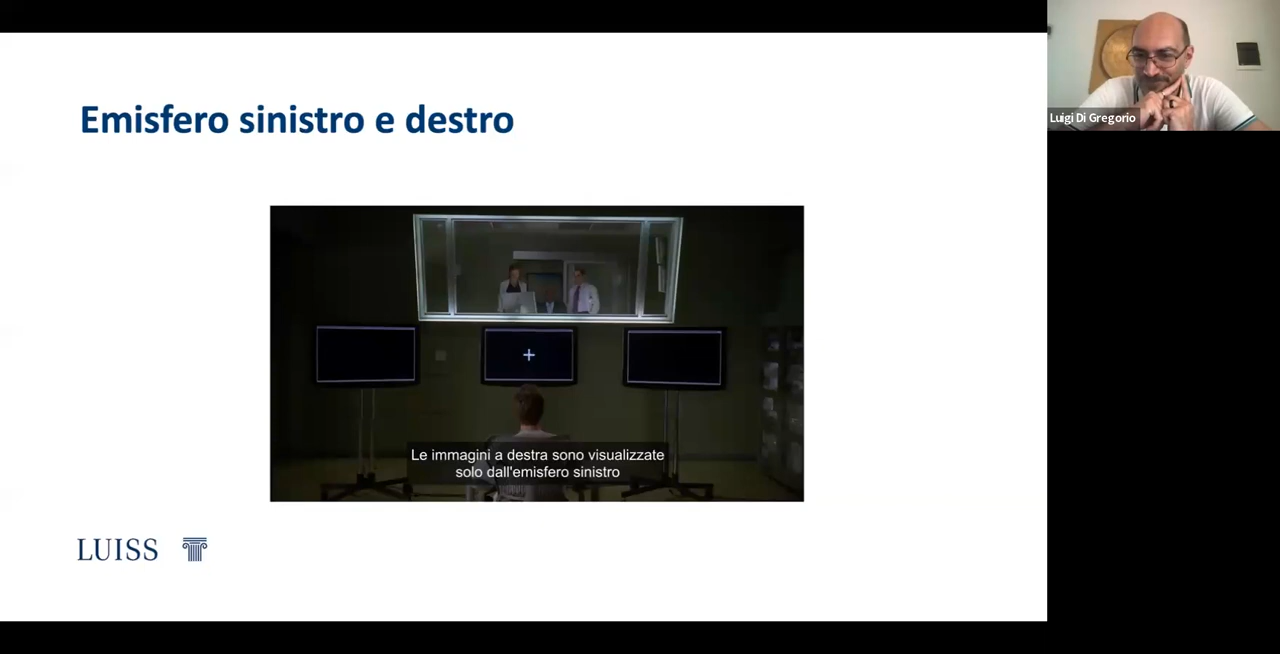 Emisfero sinistro e destro
Luigi Di Gregorio
Le immagini a destra sono visualizzate
solo dall'emisfero sinistro
LUISS